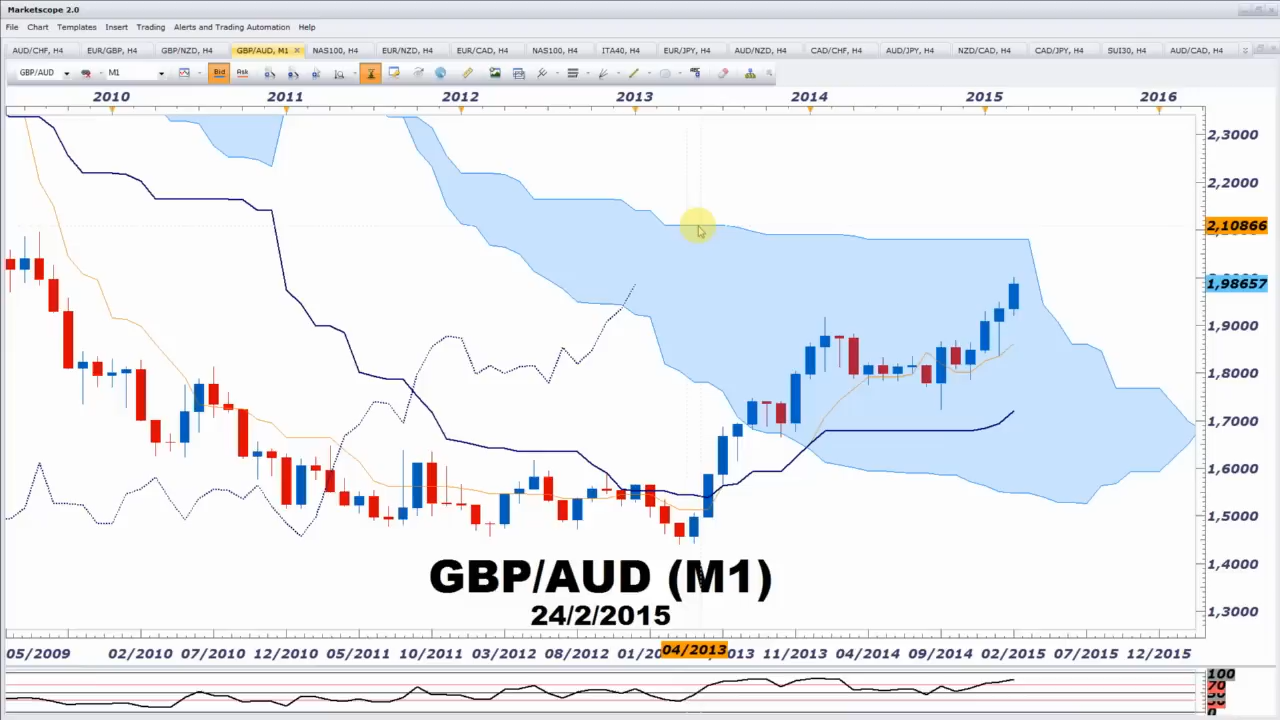 Marketscope 2.0
File Chart Templates Insert Trading Alerts and Trading Automation Help
AUD/CHF, H4 EUR/GBP, H4 GBP/NZD, H4 GBP/AUD, M1 NAS100, H4 EUR/NZD, H4 EUR/CAD, H4 NAS100, H4 ITA40, H4 EUR/JPY, H4 AUD/NZD, H4 CAD/CHF, H4 AUD/JPY, H4 NZD/CAD, H4 CAD/JPY, H4 SUI30, H4 AUD/CAD, H4
GBP/AUD M1 Bid Ask
2010 2011 2012 2013 2014 2015 2016
2,3000
2,2000
2,10866
1,98657
1,9000
1,8000
1,7000
1,6000
1,5000
1,4000
1,3000
GBP/AUD (M1)
24/2/2015
05/2009 02/2010 07/2010 12/2010 05/2011 10/2011 03/2012 08/2012 04/2013 11/2013 04/2014 09/2014 02/2015 07/2015 12/2015
100
70
0